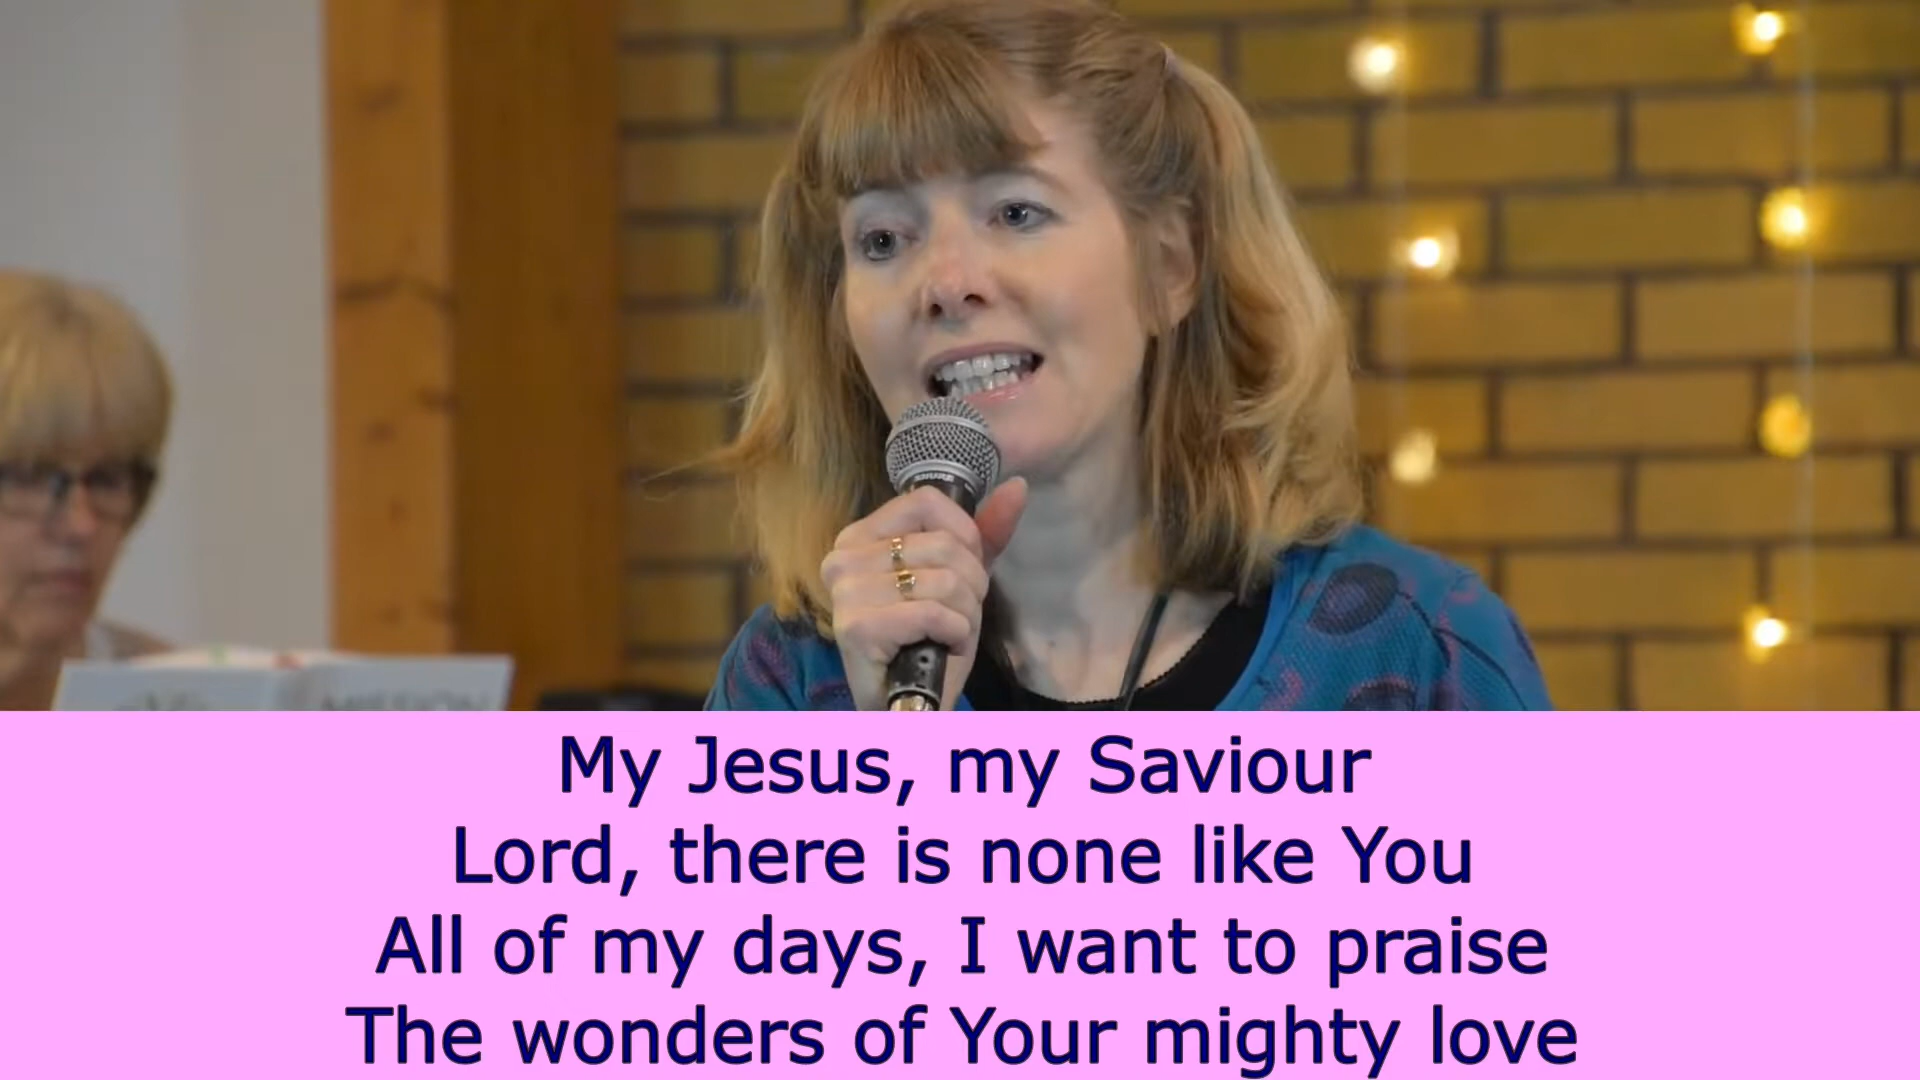 MISSION
My Jesus, my Saviour
Lord, there is none like You
All of my days, I want to praise
The wonders of Your mighty love